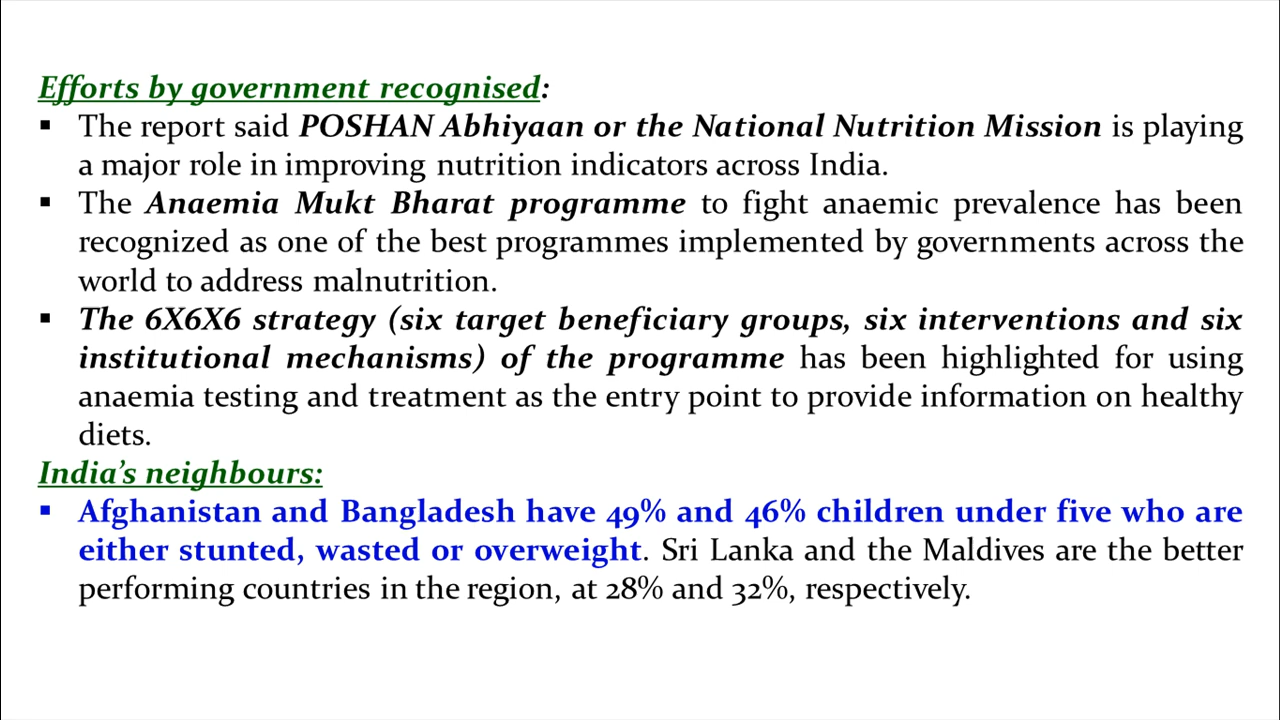 Efforts by government recognised:
▪ The report said POSHAN Abhiyaan or the National Nutrition Mission is playing
a major role in improving nutrition indicators across India.
▪ The Anaemia Mukt Bharat programme to fight anaemic prevalence has been
recognized as one of the best programmes implemented by governments across the
world to address malnutrition.
▪ The 6X6X6 strategy (six target beneficiary groups, six interventions and six
institutional mechanisms) of the programme has been highlighted for using
anaemia testing and treatment as the entry point to provide information on healthy
diets.
India's neighbours:
▪ Afghanistan and Bangladesh have 49% and 46% children under five who are
either stunted, wasted or overweight. Sri Lanka and the Maldives are the better
performing countries in the region, at 28% and 32%, respectively.